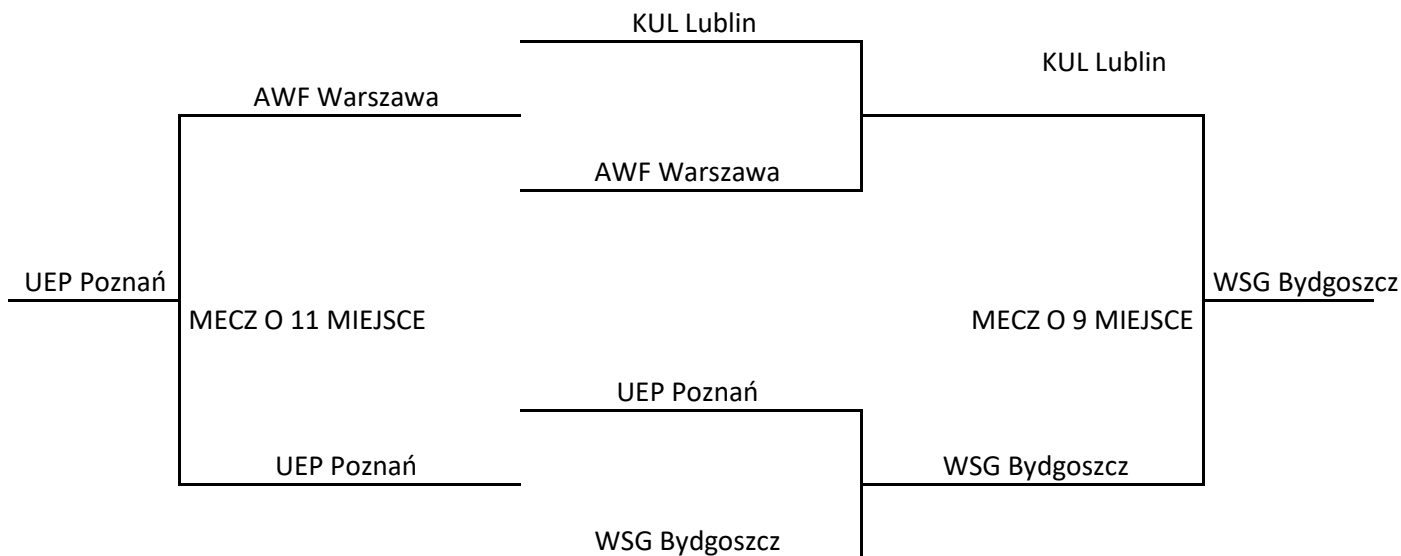 KUL Lublin
KUL Lublin
AWF Warszawa
AWF Warszawa
UEP Poznań
WSG Bydgoszcz
MECZ O 11 MIEJSCE
MECZ O 9 MIEJSCE
UEP Poznań
UEP Poznań
WSG Bydgoszcz
WSG Bydgoszcz